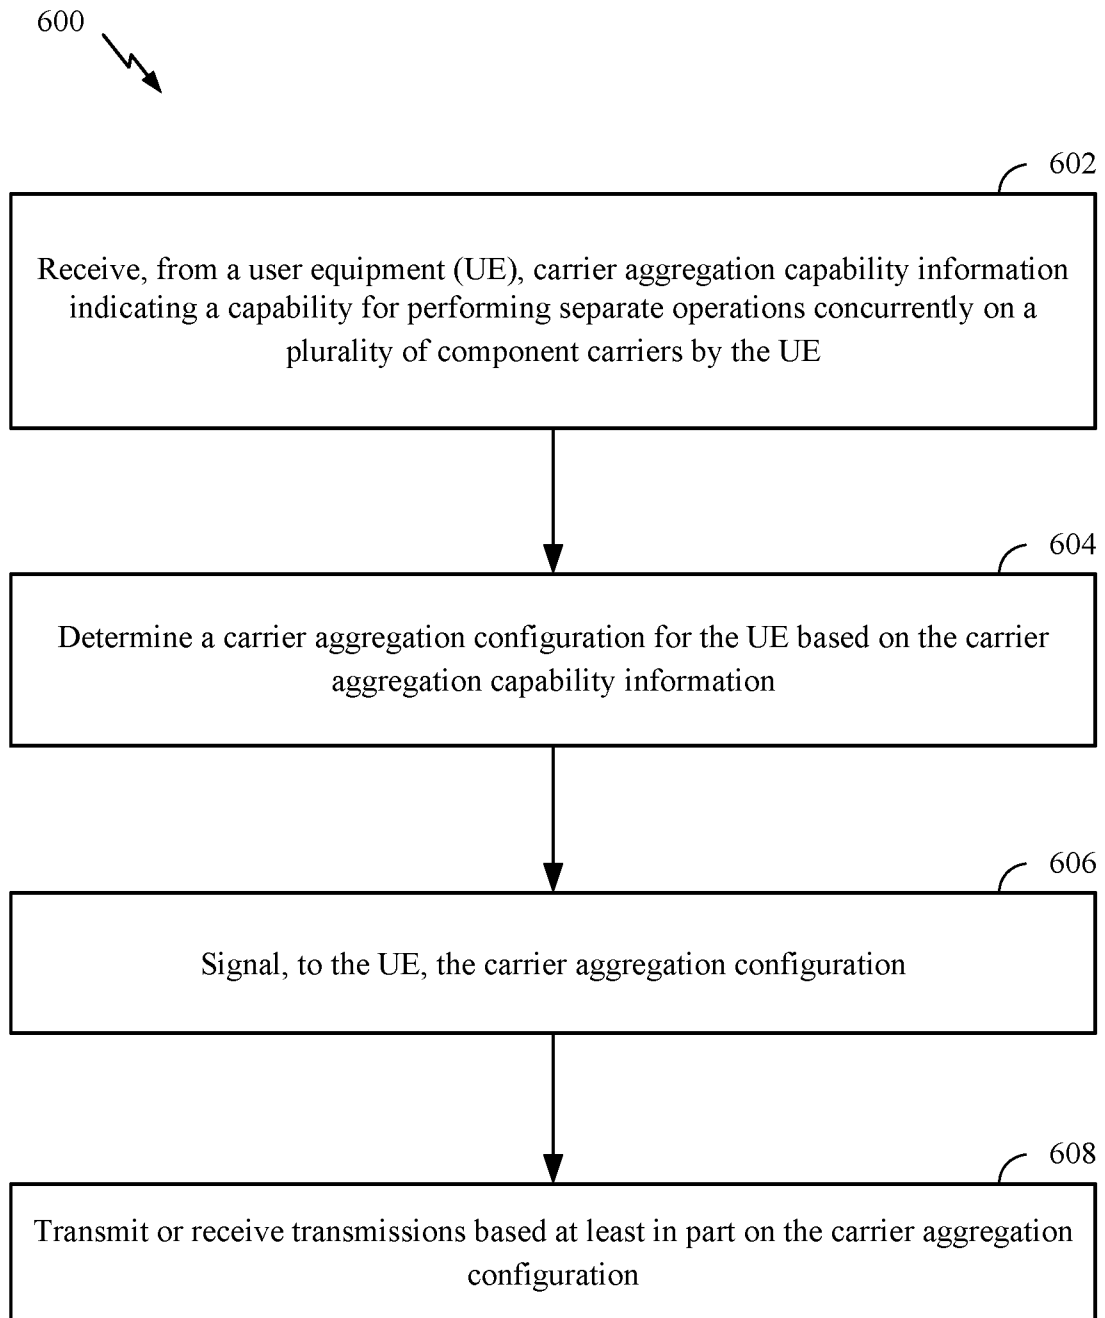 600
602
Receive, from a user equipment (UE), carrier aggregation capability information
indicating a capability for performing separate operations concurrently on a
plurality of component carriers by the UE
604
Determine a carrier aggregation configuration for the UE based on the carrier
aggregation capability information
606
Signal, to the UE, the carrier aggregation configuration
608
Transmit or receive transmissions based at least in part on the carrier aggregation
configuration